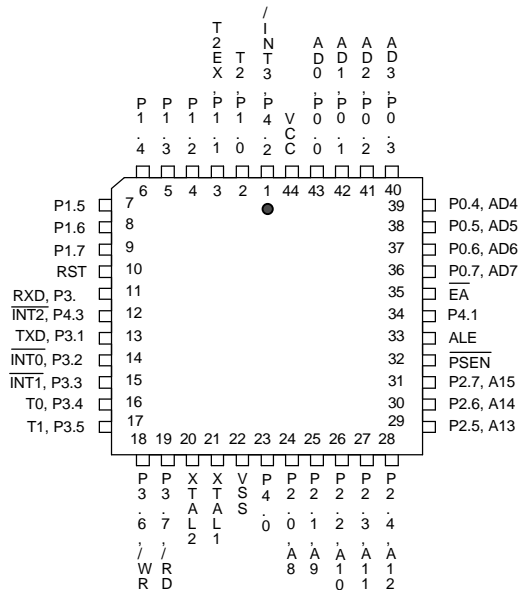 P1.4
P1.3
P1.2
T2EX,P1.1
T2,P1.0
/INT3,P4.2
VCC
AD0,P0.0
AD1,P0.1
AD2,P0.2
AD3,P0.3
6 5 4 3 2 1 44 43 42 41 40
P1.5 7
P1.6 8
P1.7 9
RST 10
RXD, P3. 11
INT2, P4.3 12
TXD, P3.1 13
INT0, P3.2 14
INT1, P3.3 15
T0, P3.4 16
T1, P3.5 17
39 P0.4, AD4
38 P0.5, AD5
37 P0.6, AD6
36 P0.7, AD7
35 EA
34 P4.1
33 ALE
32 PSEN
31 P2.7, A15
30 P2.6, A14
29 P2.5, A13
18 19 20 21 22 23 24 25 26 27 28
P3.6,/WR
P3.7,/RD
XTAL2
XTAL1
VSS
P4.0
P2.0,A8
P2.1,A9
P2.2,A10
P2.3,A11
P2.4,A12